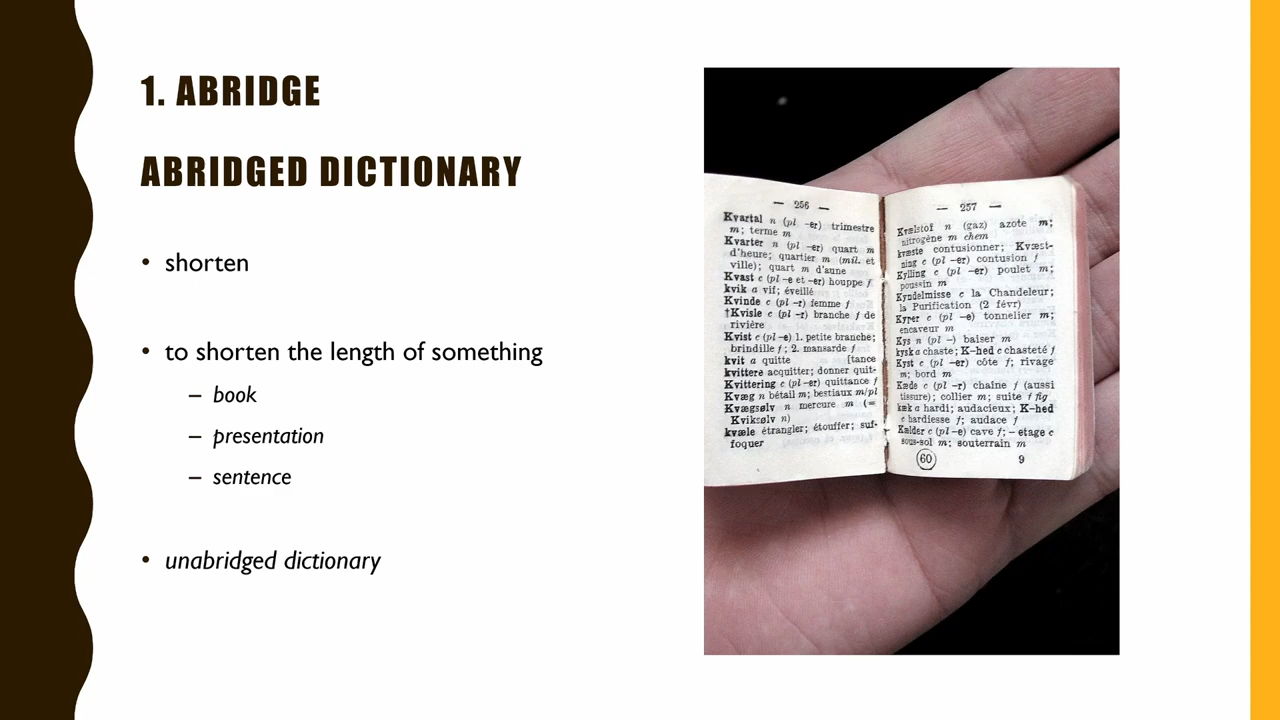 1. ABRIDGE
ABRIDGED DICTIONARY
• shorten
• to shorten the length of something
– book
– presentation
– sentence
• unabridged dictionary
— 256 —
Kvartal n (pl -er) trimestre
m; terme m
Kvarter n (pl -er) quart m
d'heure; quartier m (mil. et
ville); quart m d'aune
Kvast c (pl -e et -er) houppe f
kvik a vif; éveillé
Kvinde c (pl -r) femme f
†Kvisle c (pl -r) branche f de
rivière
Kvist c (pl -e) 1. petite branche;
brindille f; 2. mansarde f
kvit a quitte [tance
kvittere acquitter; donner quit-
Kvittering c (pl -er) quittance f
Kvæg n bétail m; bestiaux m/pl
Kvægsølv n mercure m (=
Kviksølv n)
kvæle étrangler; étouffer; suf-
foquer
— 257 —
Kvælstof n (gaz) azote m;
nitrogène m chem
kvæste contusionner; Kvæst-
ning c (pl -er) contusion f
Kylling c (pl -er) poulet m;
poussin m
Kyndelmisse c la Chandeleur;
la Purification (2 févr)
Kyper c (pl -e) tonnelier m;
encaveur m
Kys n (pl -) baiser m
kysk a chaste; K-hed c chasteté f
Kyst c (pl -er) côte f; rivage
m; bord m
Kæde c (pl -r) chaîne f (aussi
tissure); collier m; suite f fig
kæk a hardi; audacieux; K-hed
c hardiesse f; audace f
Kælder c (pl -e) cave f; - etage c
sous-sol m; souterrain m
60 9